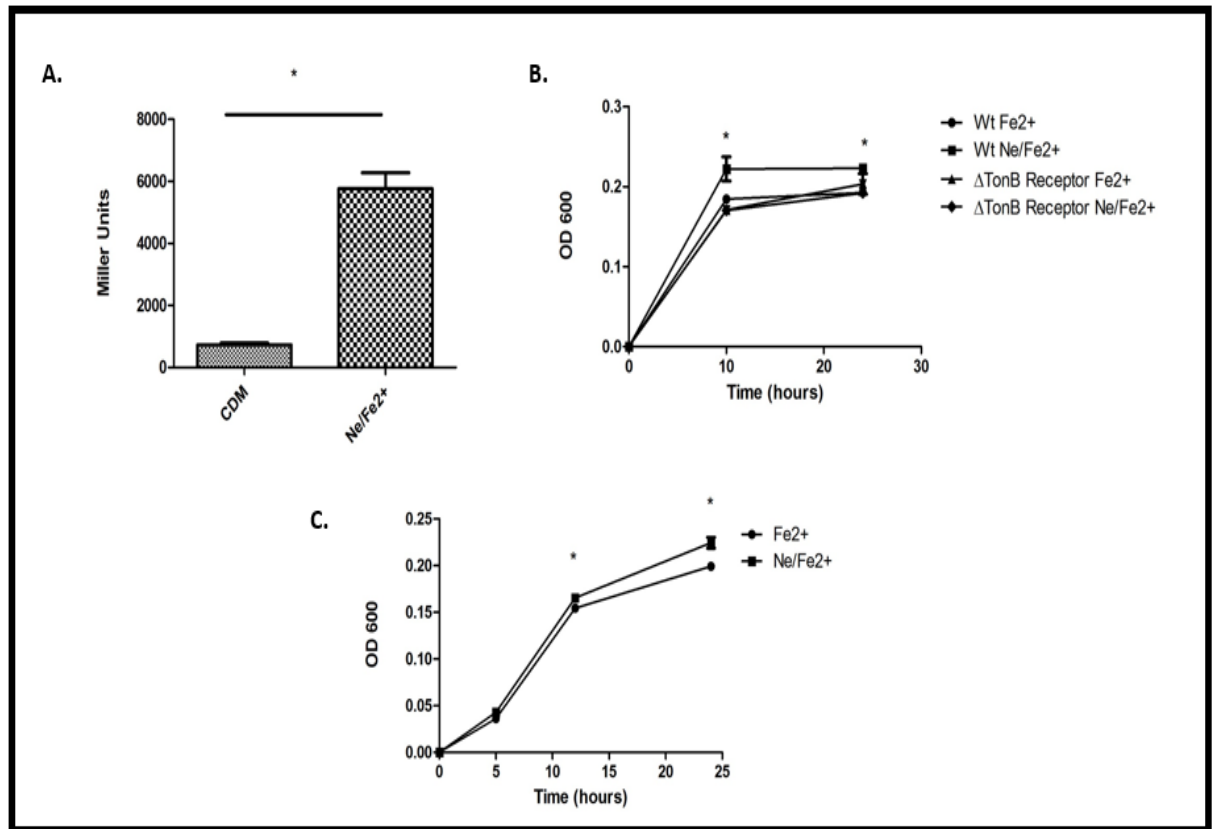 A.
*
8000
6000
4000
2000
0
Miller Units
CDM
Ne/Fe2+
B.
0.3
0.2
0.1
0.0
OD 600
*
*
0
10
20
30
Time (hours)
Wt Fe2+
Wt Ne/Fe2+
ΔTonB Receptor Fe2+
ΔTonB Receptor Ne/Fe2+
C.
0.25
0.20
0.15
0.10
0.05
0.00
OD 600
*
*
0
5
10
15
20
25
Time (hours)
Fe2+
Ne/Fe2+